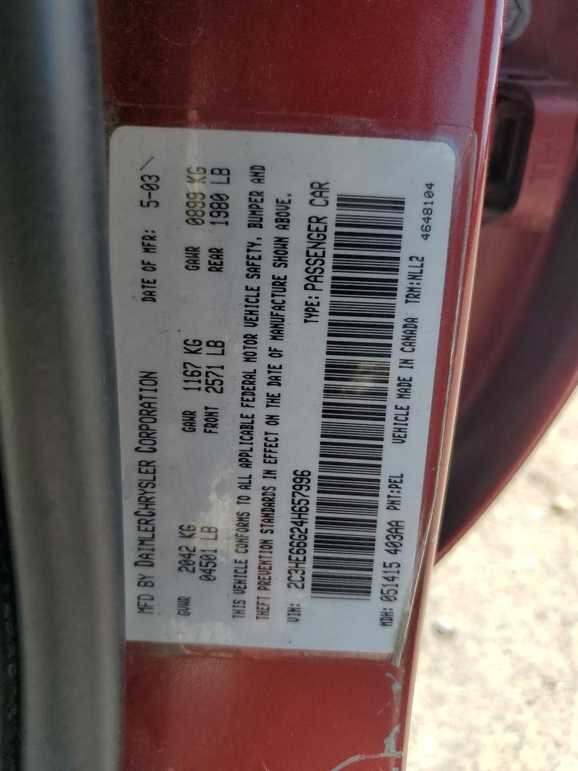 MFD BY DAIMLERCHRYSLER CORPORATION DATE OF MFR: 5-03
GVWR 2042 KG GAWR 1167 KG GAWR 0899 KG
04501 LB FRONT 2571 LB REAR 1980 LB
THIS VEHICLE CONFORMS TO ALL APPLICABLE FEDERAL MOTOR VEHICLE SAFETY, BUMPER AND
THEFT PREVENTION STANDARDS IN EFFECT ON THE DATE OF MANUFACTURE SHOWN ABOVE.
VIN: 2C3HE66G24H657996 TYPE: PASSENGER CAR
MDH: 051415 403AA PNT:PEL VEHICLE MADE IN CANADA TRM:NLL2
4648104